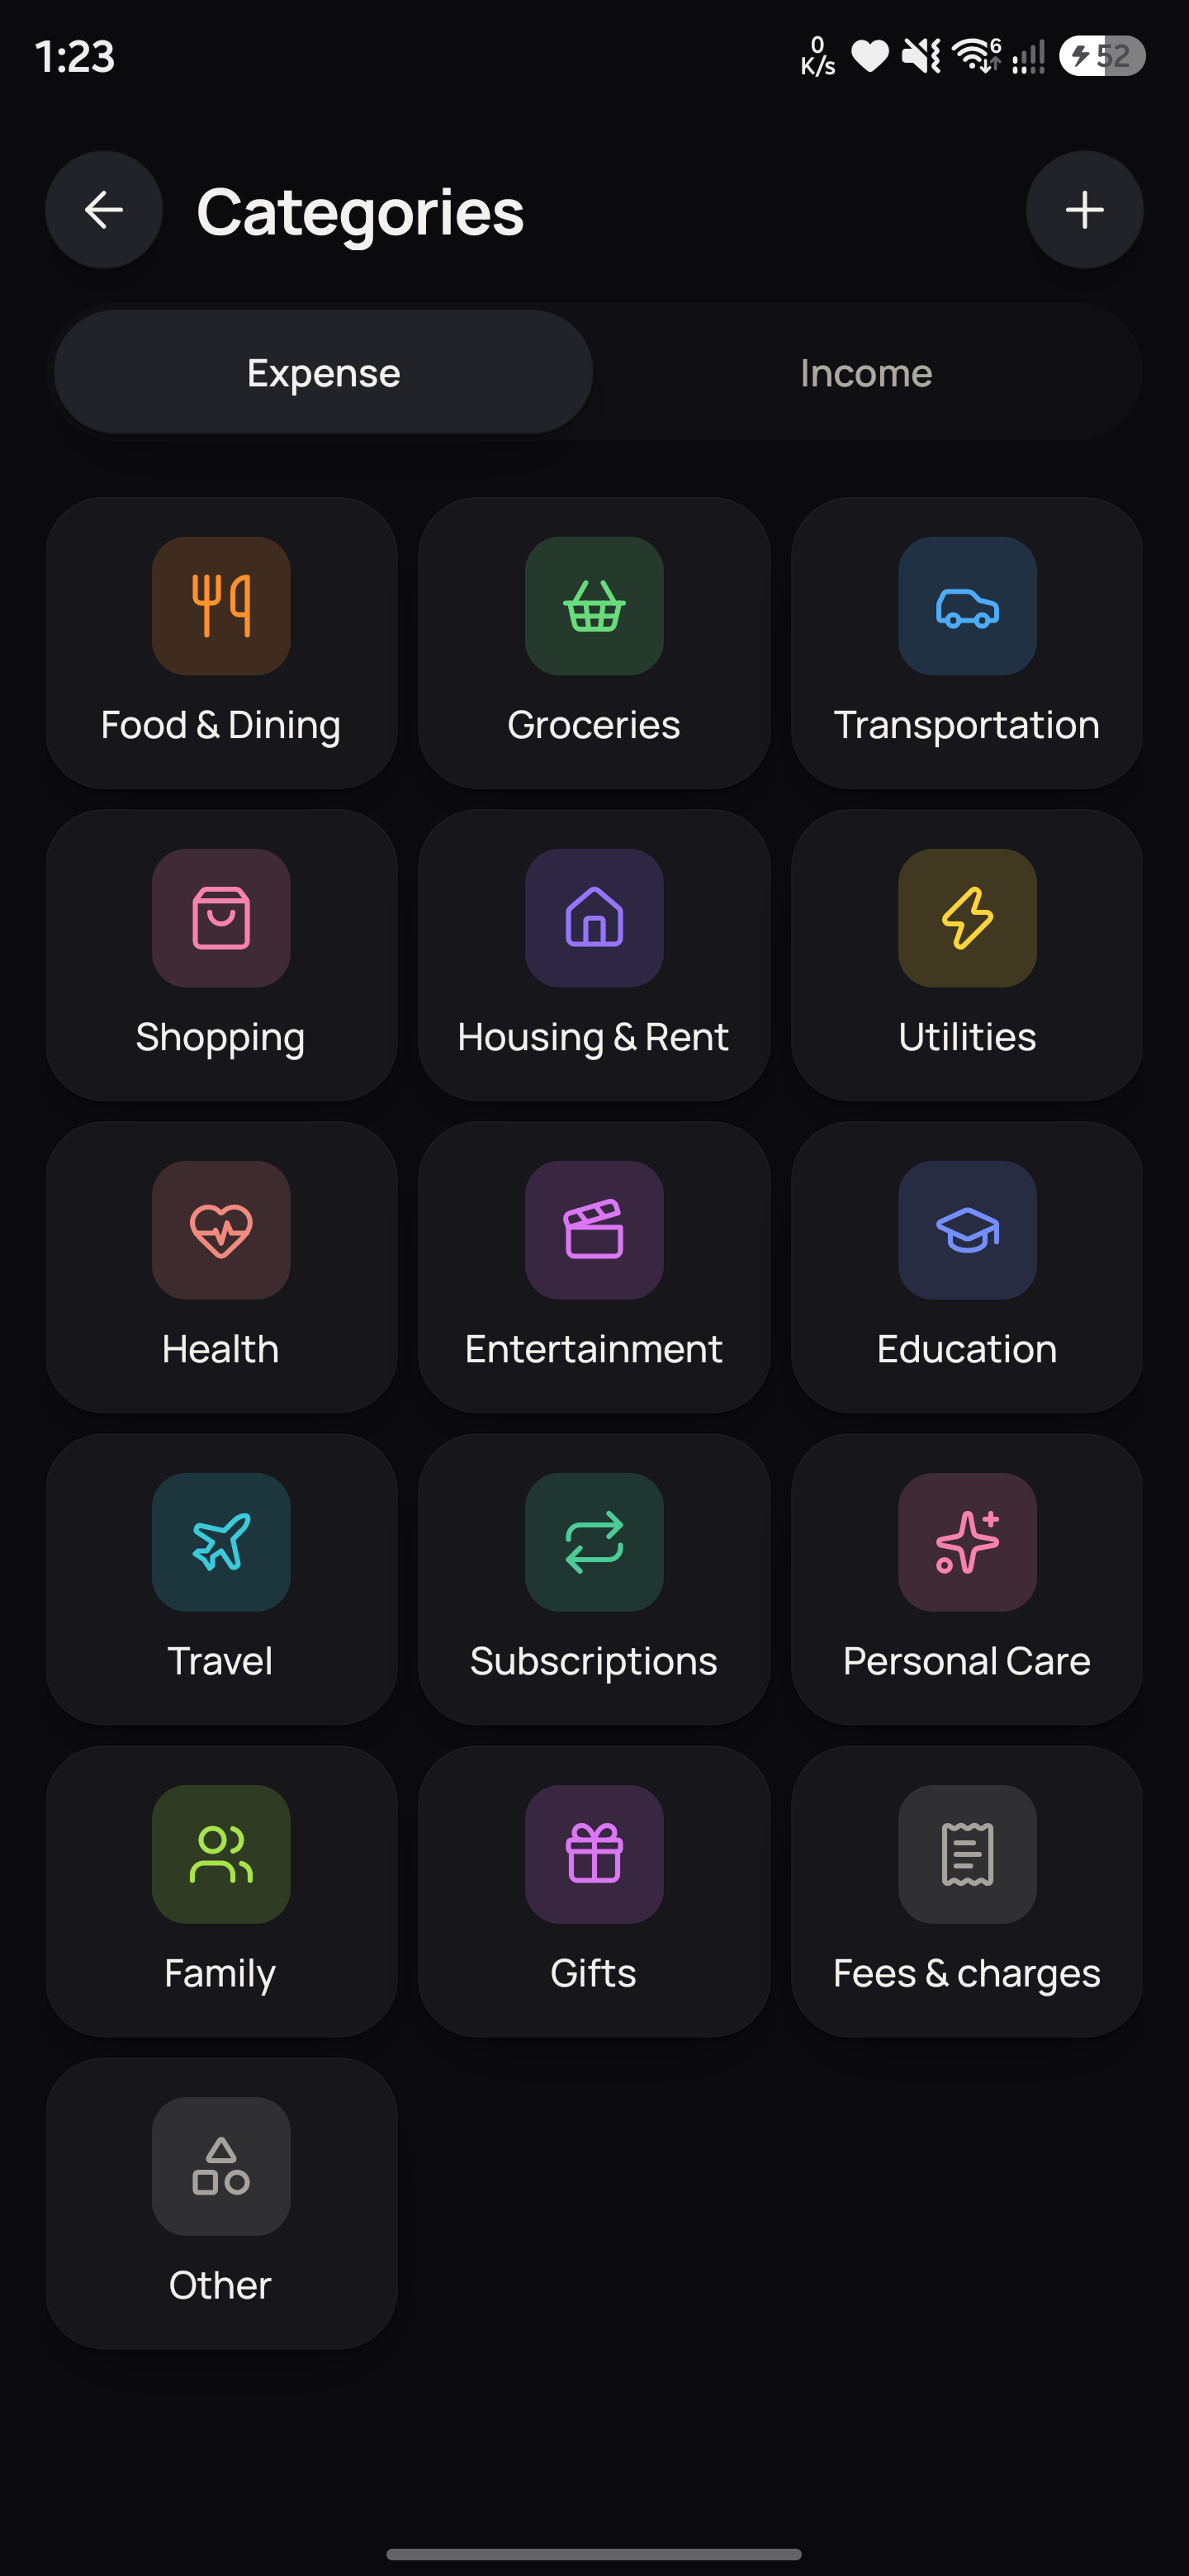 1:23
0
K/s
6
52
Categories
Expense
Income
Food & Dining
Groceries
Transportation
Shopping
Housing & Rent
Utilities
Health
Entertainment
Education
Travel
Subscriptions
Personal Care
Family
Gifts
Fees & charges
Other